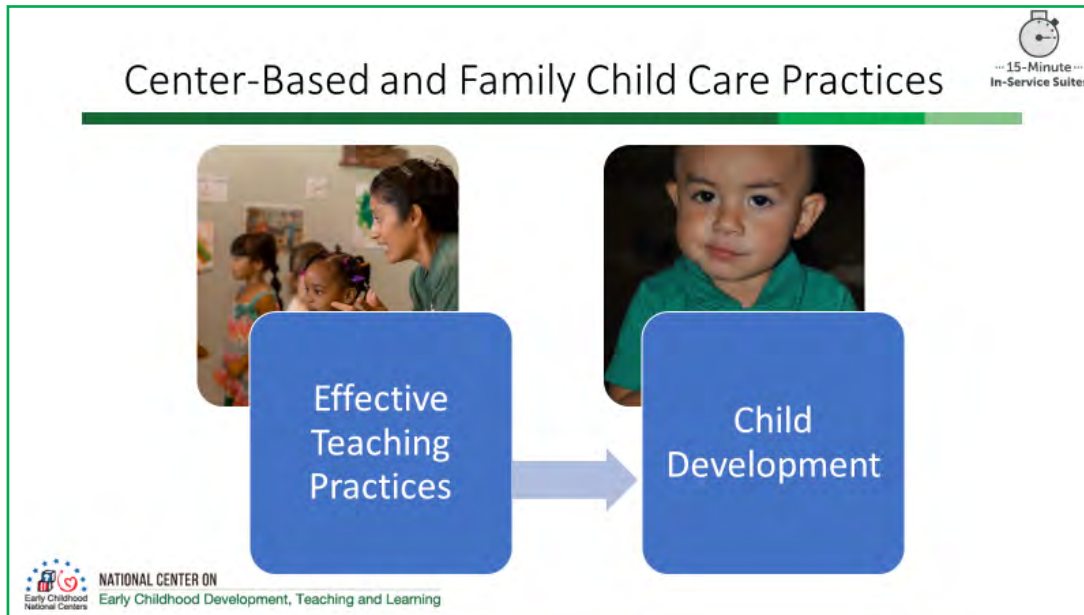 ···15-Minute···
In-Service Suites
Center-Based and Family Child Care Practices
Effective
Teaching
Practices
Child
Development
Early Childhood
National Centers
NATIONAL CENTER ON
Early Childhood Development, Teaching and Learning